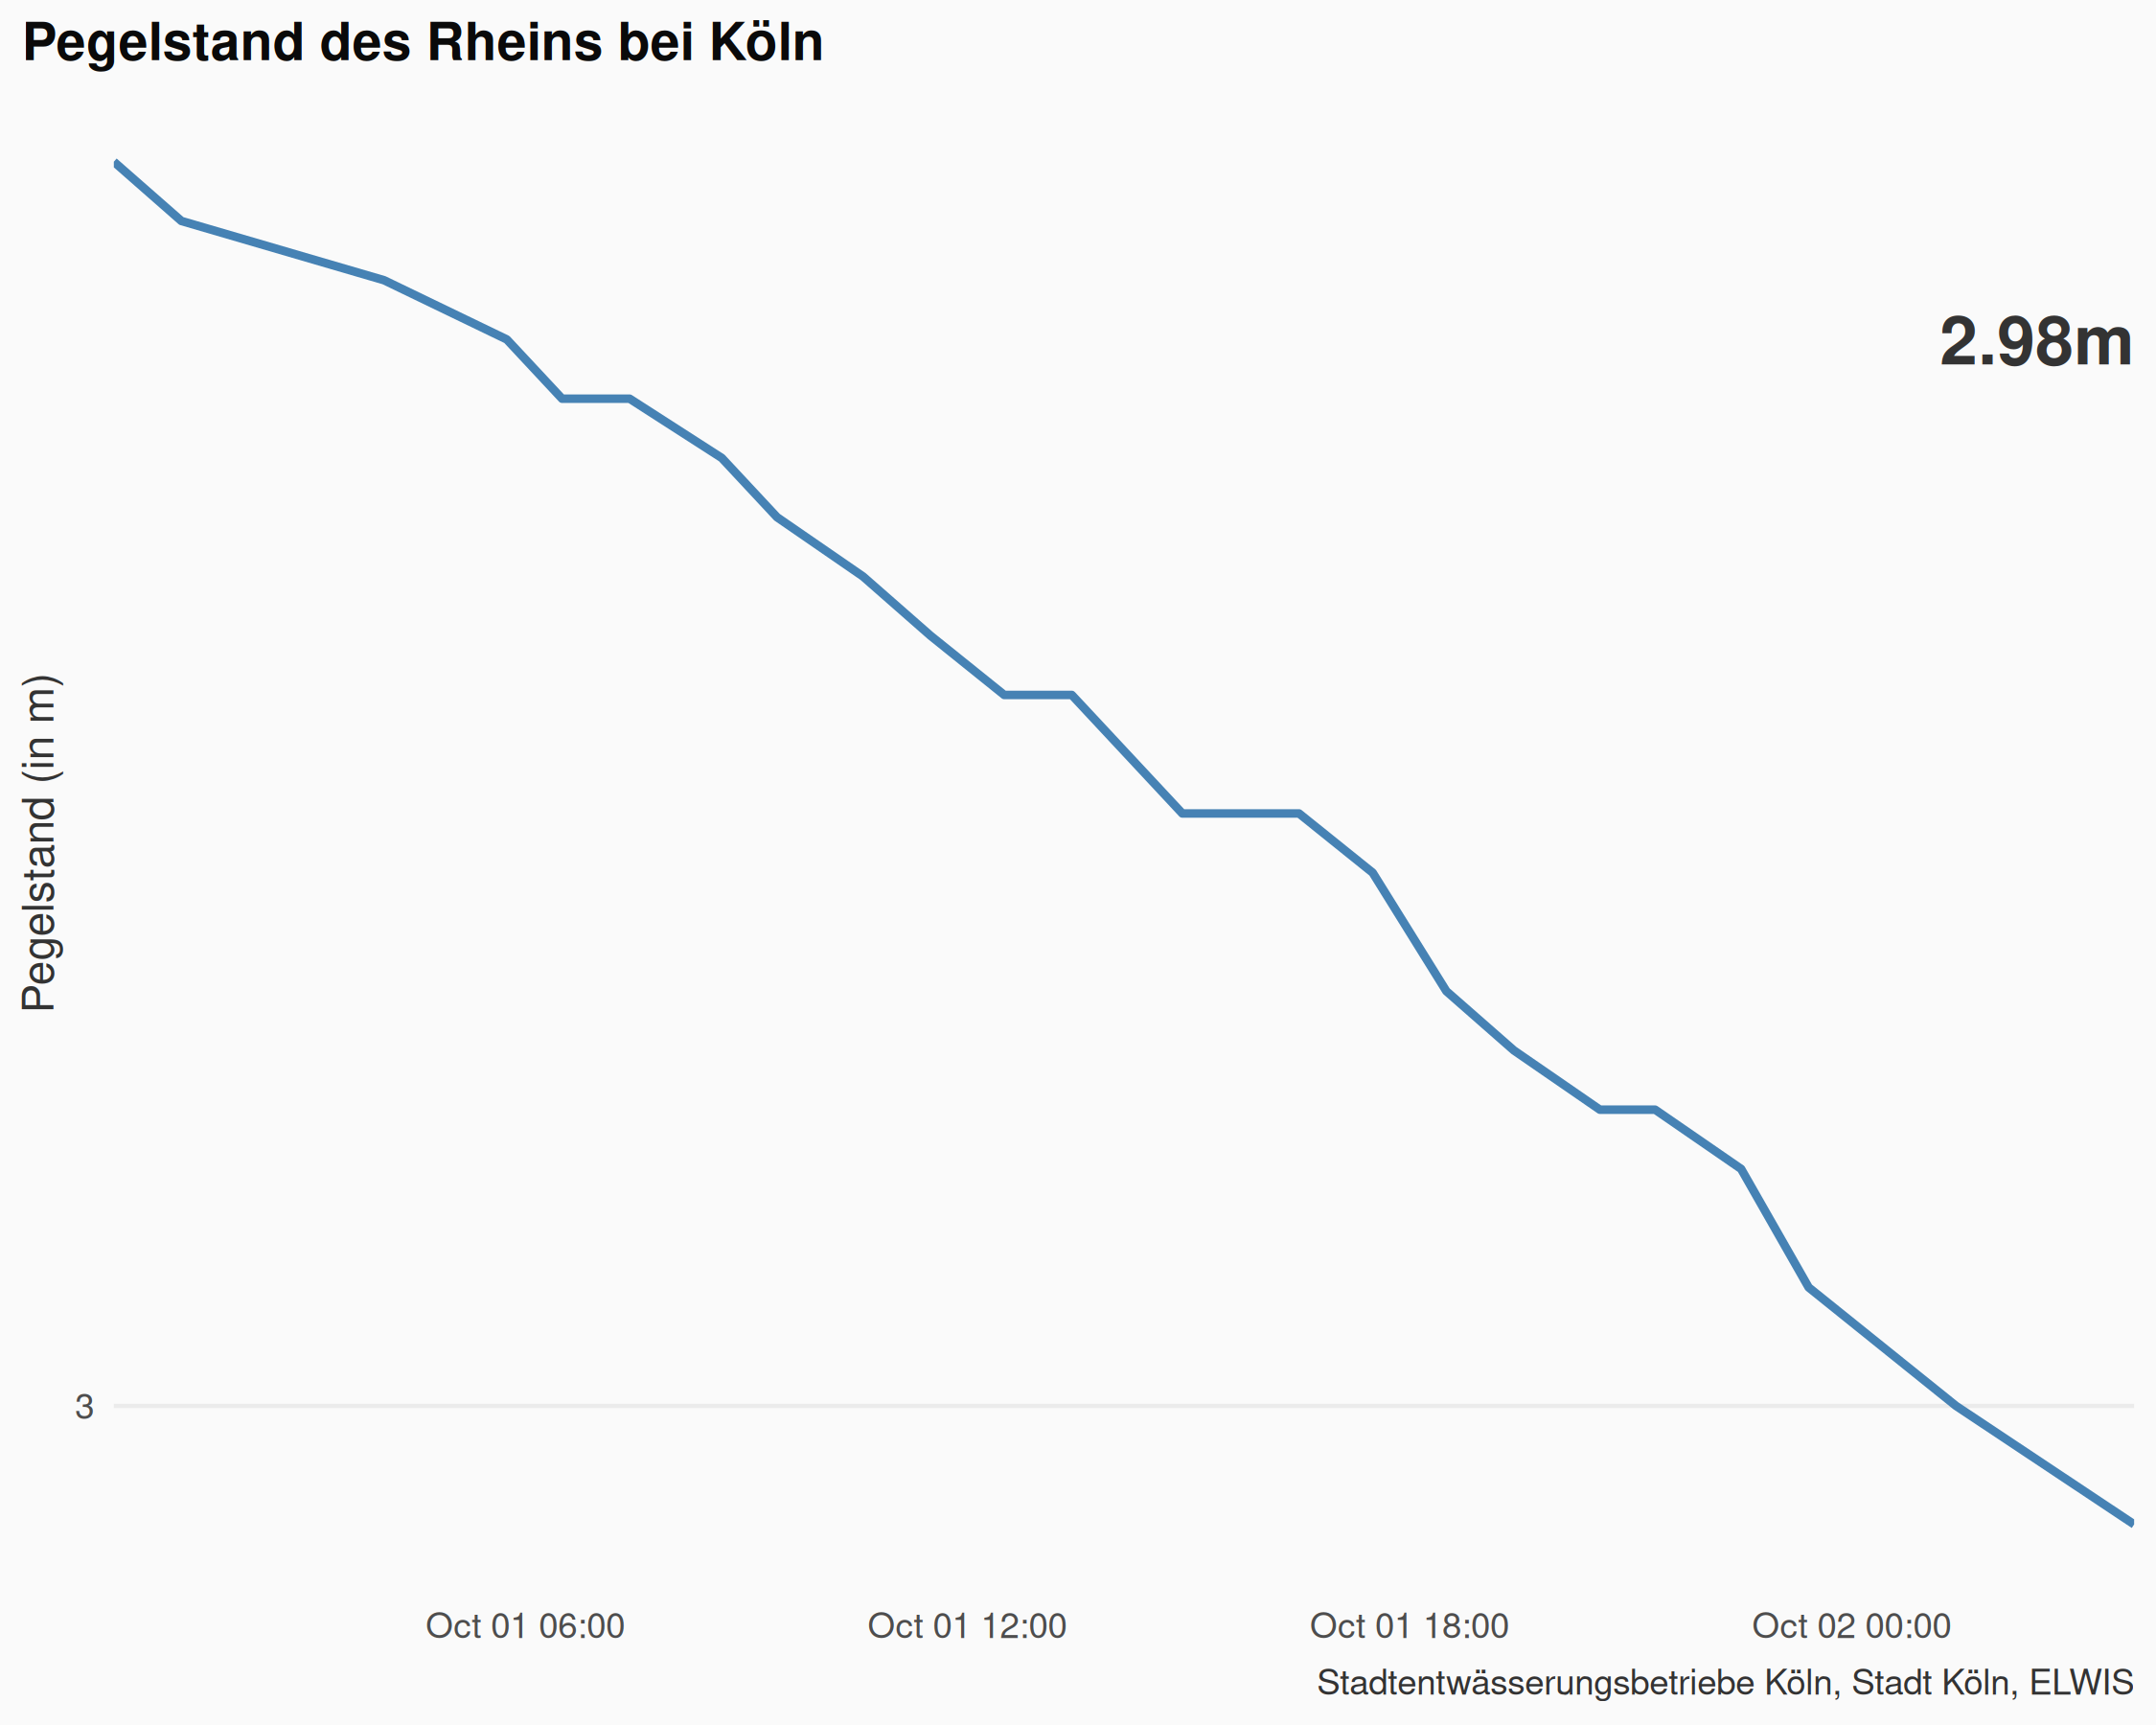 Pegelstand des Rheins bei Köln
2.98m
Pegelstand (in m)
3
Oct 01 06:00
Oct 01 12:00
Oct 01 18:00
Oct 02 00:00
Stadtentwässerungsbetriebe Köln, Stadt Köln, ELWIS